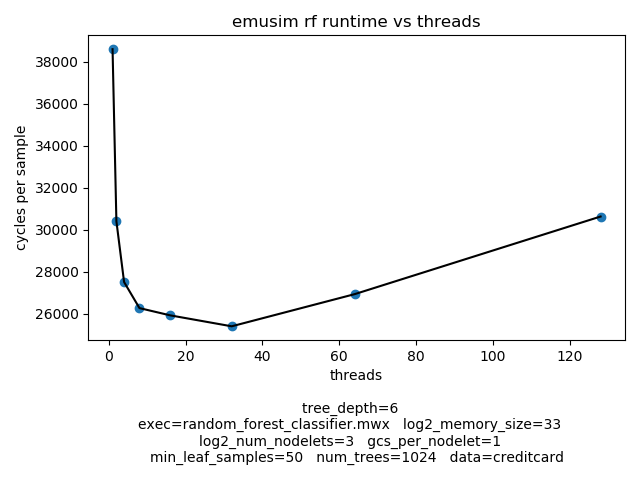 emusim rf runtime vs threads
38000
36000
34000
32000
30000
28000
26000
cycles per sample
0 20 40 60 80 100 120
threads
tree_depth=6
exec=random_forest_classifier.mwx log2_memory_size=33
log2_num_nodelets=3 gcs_per_nodelet=1
min_leaf_samples=50 num_trees=1024 data=creditcard